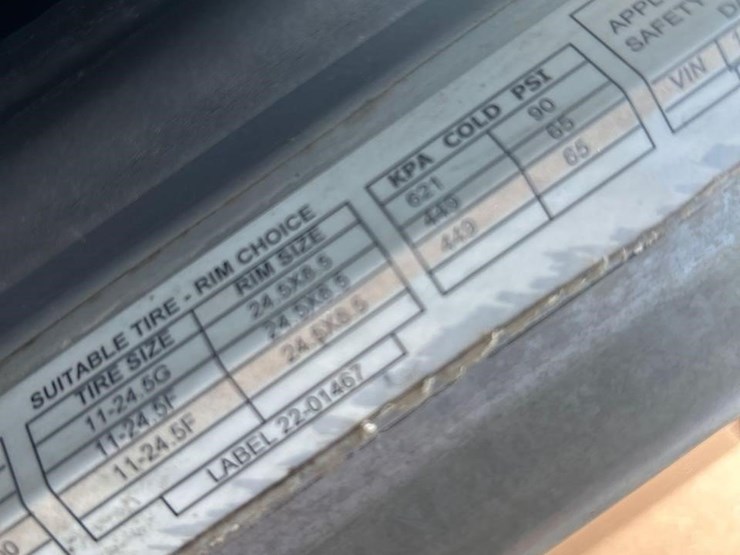 SUITABLE TIRE - RIM CHOICE
TIRE SIZE RIM SIZE
11-24.5G 24.5X8.5
11-24.5F 24.5X8.5
11-24.5F 24.5X8.5
LABEL 22-01467
KPA COLD PSI
621 90
449 65
449 65
SAFETY
VIN